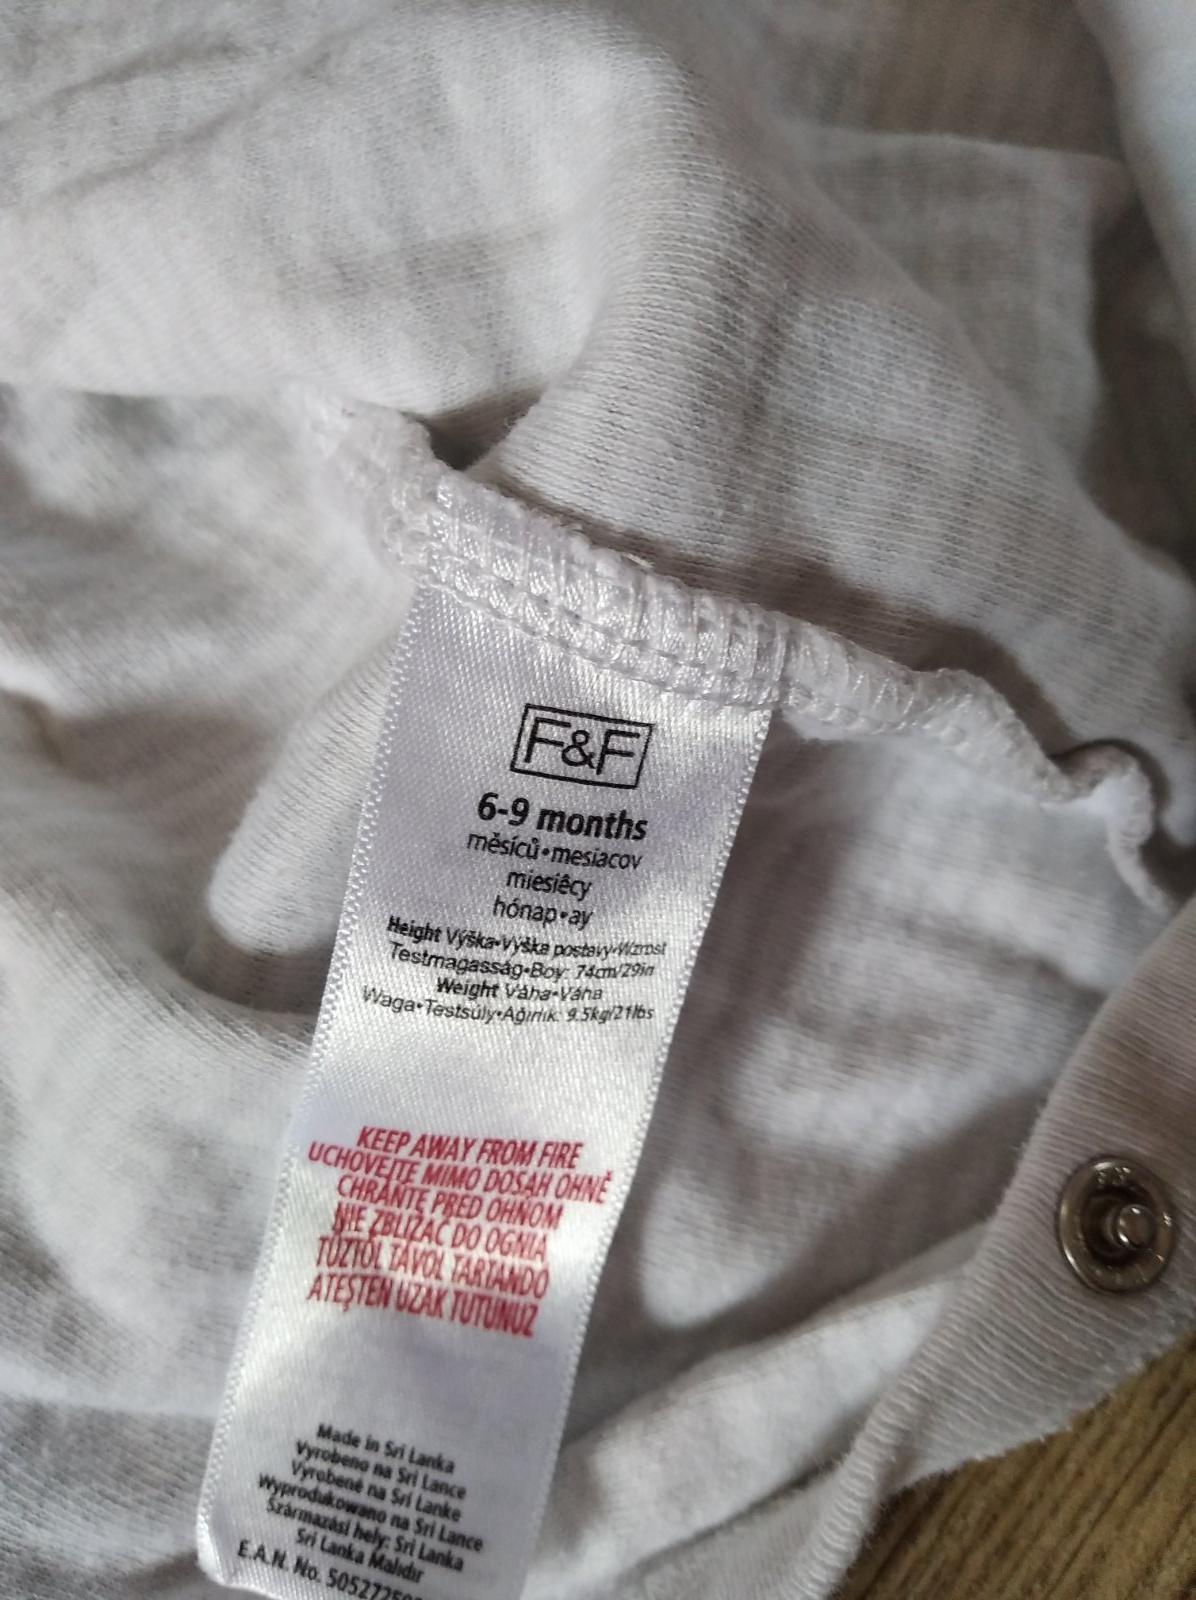 F&F
6-9 months
měsíců•mesiacov
miesięcy
hónap•ay
Height Výška•Výška postavy•Wzrost
Testmagasság•Boy: 74cm/29in
Weight Váha•Váha
Waga•Testsúly•Ağırlık: 9.5kg/21lbs
KEEP AWAY FROM FIRE
UCHOVEJTE MIMO DOSAH OHNĚ
CHRÁŇTE PRED OHŇOM
NIE ZBLIŻAĆ DO OGNIA
TŰZTŐL TÁVOL TARTANDÓ
ATEŞTEN UZAK TUTUNUZ
Made in Sri Lanka
Vyrobeno na Srí Lance
Vyrobené na Srí Lanke
Wyprodukowano na Sri Lance
Származási hely: Sri Lanka
Sri Lanka Malıdır
E.A.N. No.